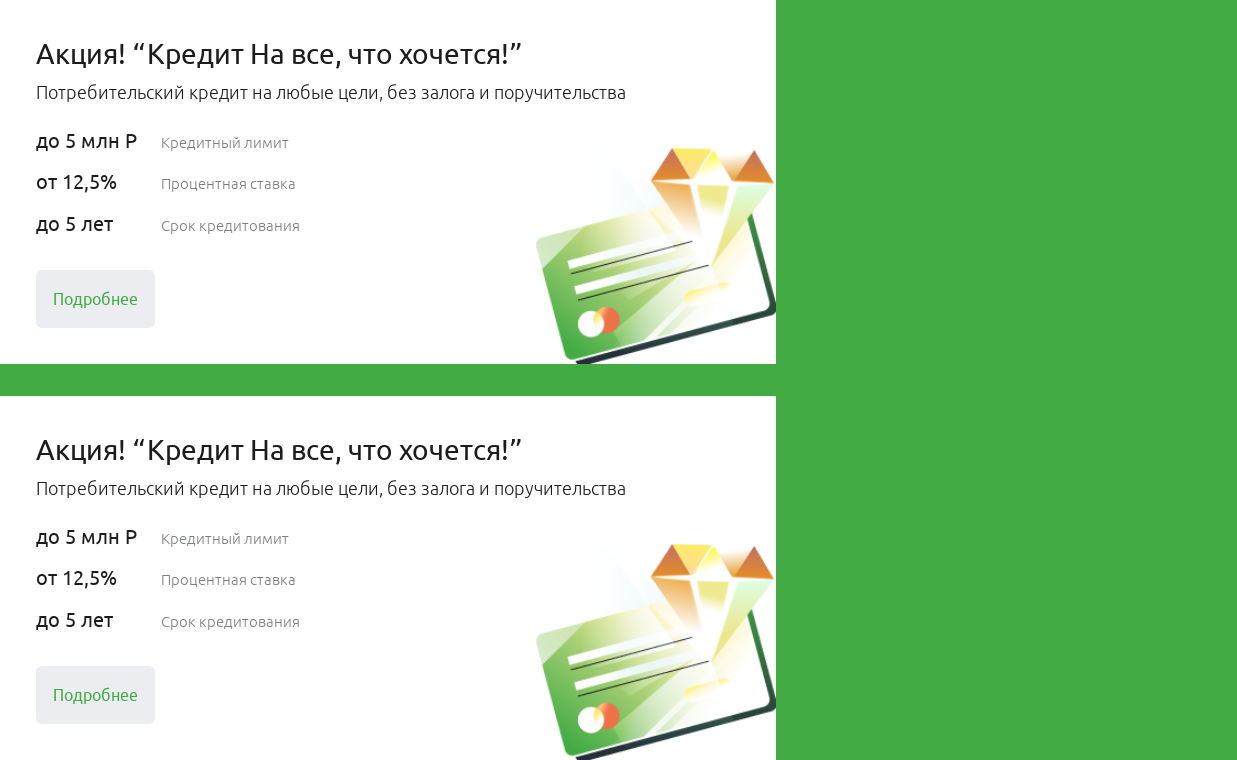 Акция! “Кредит На все, что хочется!”
Потребительский кредит на любые цели, без залога и поручительства
до 5 млн Р Кредитный лимит
от 12,5% Процентная ставка
до 5 лет Срок кредитования
Подробнее
Акция! “Кредит На все, что хочется!”
Потребительский кредит на любые цели, без залога и поручительства
до 5 млн Р Кредитный лимит
от 12,5% Процентная ставка
до 5 лет Срок кредитования
Подробнее